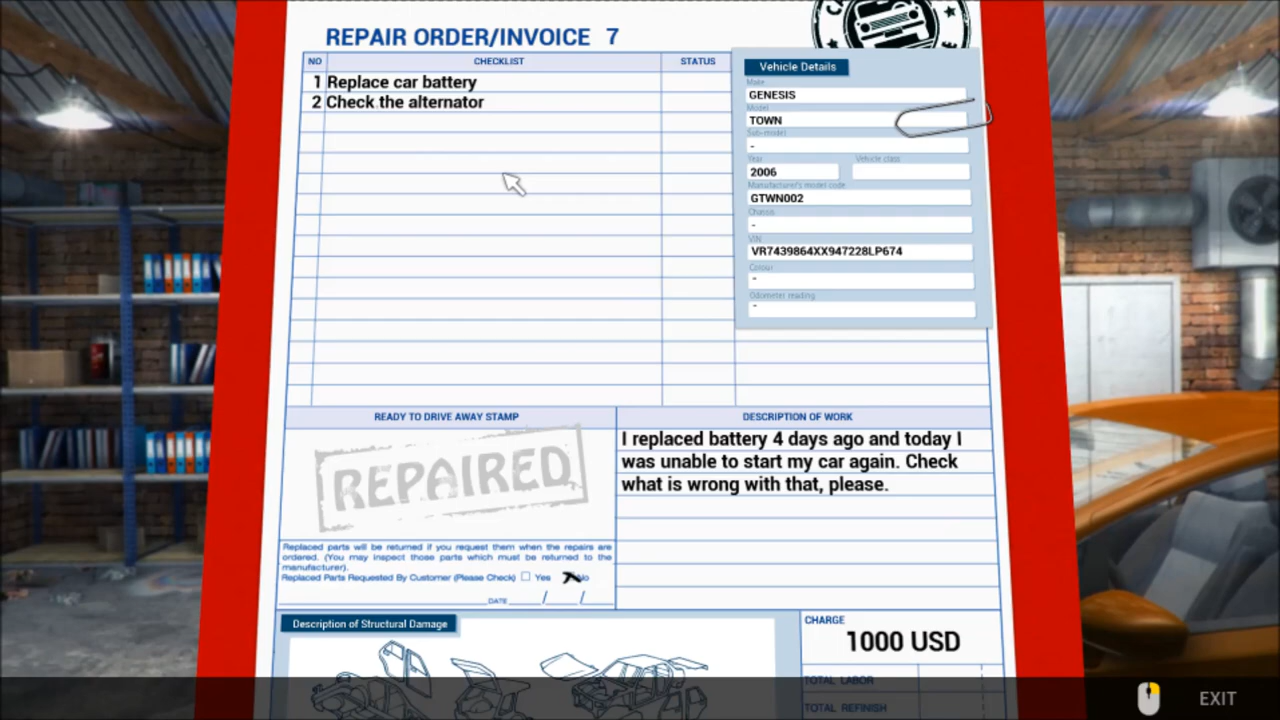 REPAIR ORDER/INVOICE 7
NO CHECKLIST STATUS
1 Replace car battery
2 Check the alternator
Vehicle Details
Make
GENESIS
Model
TOWN
Sub-model
-
Year Vehicle class
2006
Manufacturer's model code
GTWN002
Chassis
-
VIN
VR7439864XX947228LP674
Colour
-
Odometer reading
-
READY TO DRIVE AWAY STAMP
REPAIRED
DESCRIPTION OF WORK
I replaced battery 4 days ago and today I
was unable to start my car again. Check
what is wrong with that, please.
Replaced parts will be returned if you request them when the repairs are
ordered. (You may inspect those parts which must be returned to the
manufacturer).
Replaced Parts Requested By Customer (Please Check) Yes No
DATE / /
Description of Structural Damage
CHARGE
1000 USD
TOTAL LABOR
TOTAL REFINISH
EXIT